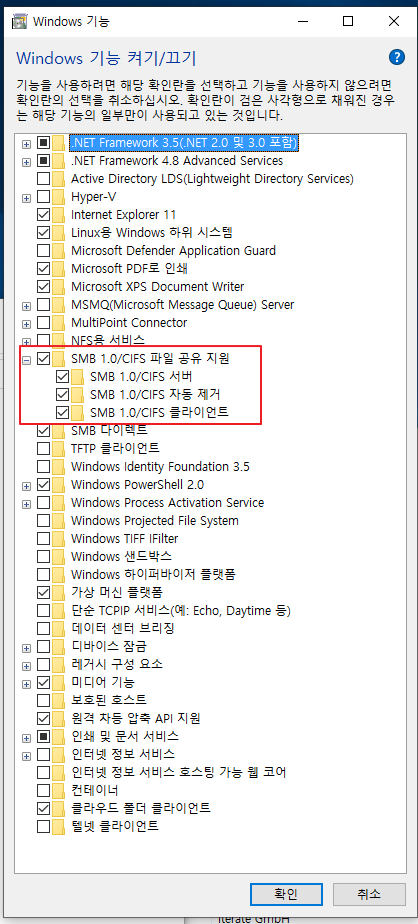 Windows 기능
Windows 기능 켜기/끄기
?
기능을 사용하려면 해당 확인란을 선택하고 기능을 사용하지 않으려면
확인란의 선택을 취소하십시오. 확인란이 검은 사각형으로 채워진 경우
는 해당 기능의 일부만이 사용되고 있는 것입니다.
.NET Framework 3.5(.NET 2.0 및 3.0 포함)
.NET Framework 4.8 Advanced Services
Active Directory LDS(Lightweight Directory Services)
Hyper-V
Internet Explorer 11
Linux용 Windows 하위 시스템
Microsoft Defender Application Guard
Microsoft PDF로 인쇄
Microsoft XPS Document Writer
MSMQ(Microsoft Message Queue) Server
MultiPoint Connector
NFS용 서비스
SMB 1.0/CIFS 파일 공유 지원
SMB 1.0/CIFS 서버
SMB 1.0/CIFS 자동 제거
SMB 1.0/CIFS 클라이언트
SMB 다이렉트
TFTP 클라이언트
Windows Identity Foundation 3.5
Windows PowerShell 2.0
Windows Process Activation Service
Windows Projected File System
Windows TIFF IFilter
Windows 샌드박스
Windows 하이퍼바이저 플랫폼
가상 머신 플랫폼
단순 TCPIP 서비스(예: Echo, Daytime 등)
데이터 센터 브리징
디바이스 잠금
레거시 구성 요소
미디어 기능
보호된 호스트
원격 차등 압축 API 지원
인쇄 및 문서 서비스
인터넷 정보 서비스
인터넷 정보 서비스 호스팅 가능 웹 코어
컨테이너
클라우드 폴더 클라이언트
텔넷 클라이언트
확인
취소
iterate GmbH